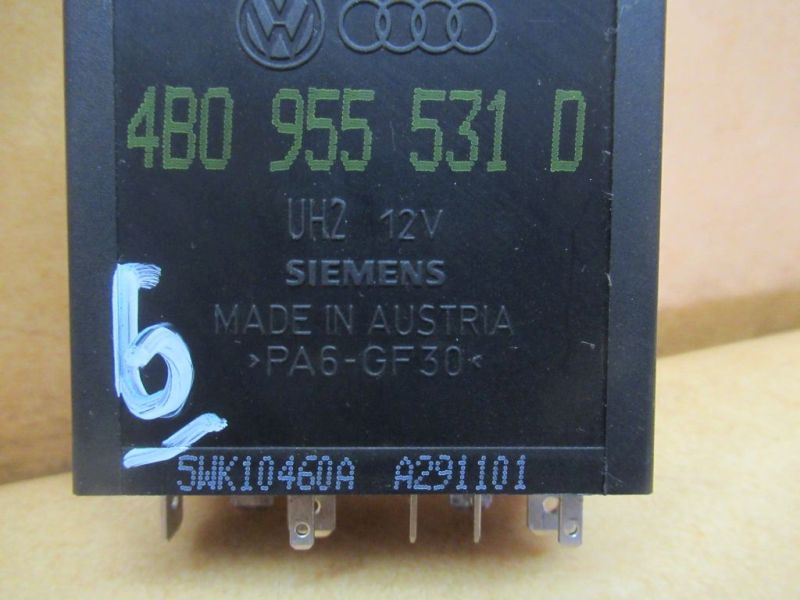 4B0 955 531 D
UH2 12V
SIEMENS
MADE IN AUSTRIA
>PA6-GF30<
6
5WK10460A A291101